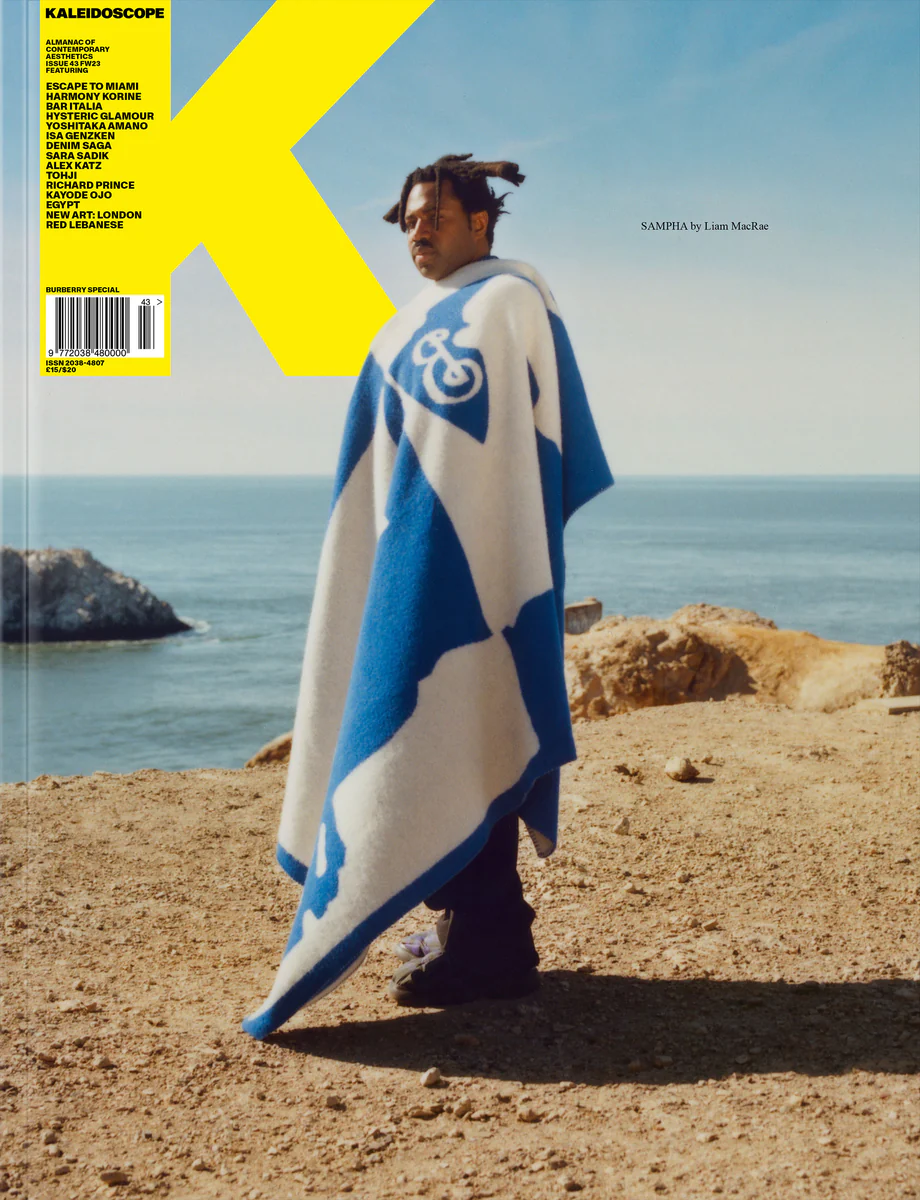 KALEIDOSCOPE
ALMANAC OF
CONTEMPORARY
AESTHETICS
ISSUE 43 FW23
FEATURING
ESCAPE TO MIAMI
HARMONY KORINE
BAR ITALIA
HYSTERIC GLAMOUR
YOSHITAKA AMANO
ISA GENZKEN
DENIM SAGA
SARA SADIK
ALEX KATZ
TOHJI
RICHARD PRINCE
KAYODE OJO
EGYPT
NEW ART: LONDON
RED LEBANESE
SAMPHA by Liam MacRae
BURBERRY SPECIAL
43 >
9 772038 480000
ISSN 2038-4807
£15/$20
K